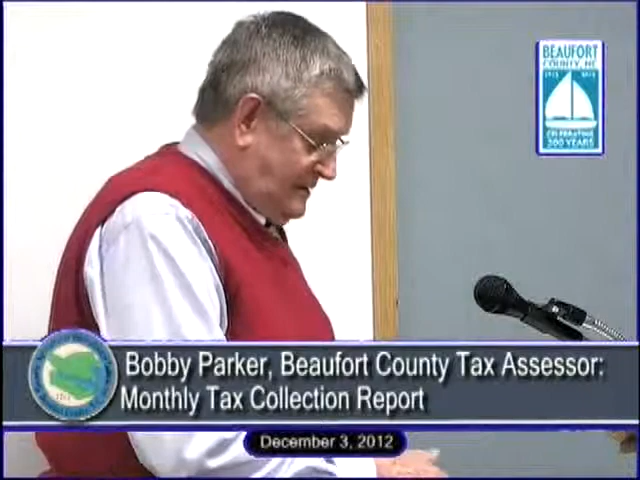 BEAUFORT
COUNTY, NC
CELEBRATING
300 YEARS
Bobby Parker, Beaufort County Tax Assessor:
Monthly Tax Collection Report
December 3, 2012